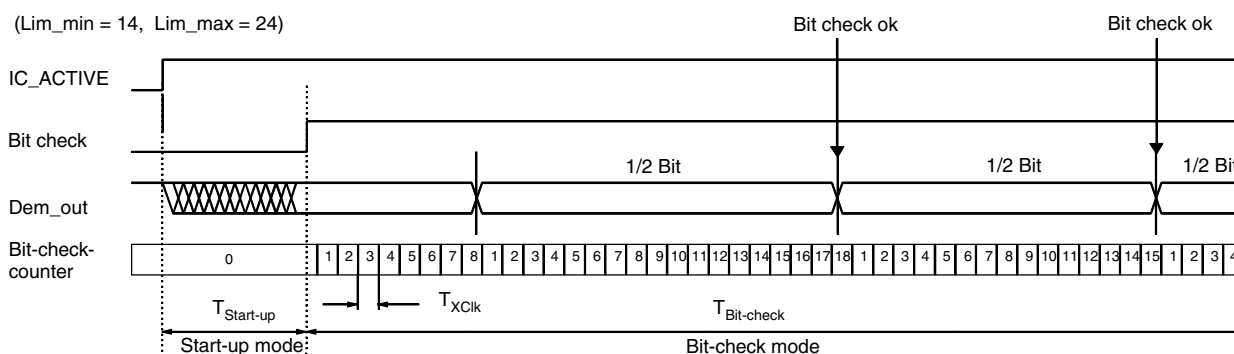 (Lim_min = 14, Lim_max = 24)
Bit check ok
Bit check ok
IC_ACTIVE
Bit check
1/2 Bit
1/2 Bit
1/2 Bit
Dem_out
Bit-check-
counter
0
1 2 3 4 5 6 7 8 1 2 3 4 5 6 7 8 9 10 11 12 13 14 15 16 17 18 1 2 3 4 5 6 7 8 9 10 11 12 13 14 15 1 2 3 4
TStart-up
TXClk
TBit-check
Start-up mode
Bit-check mode